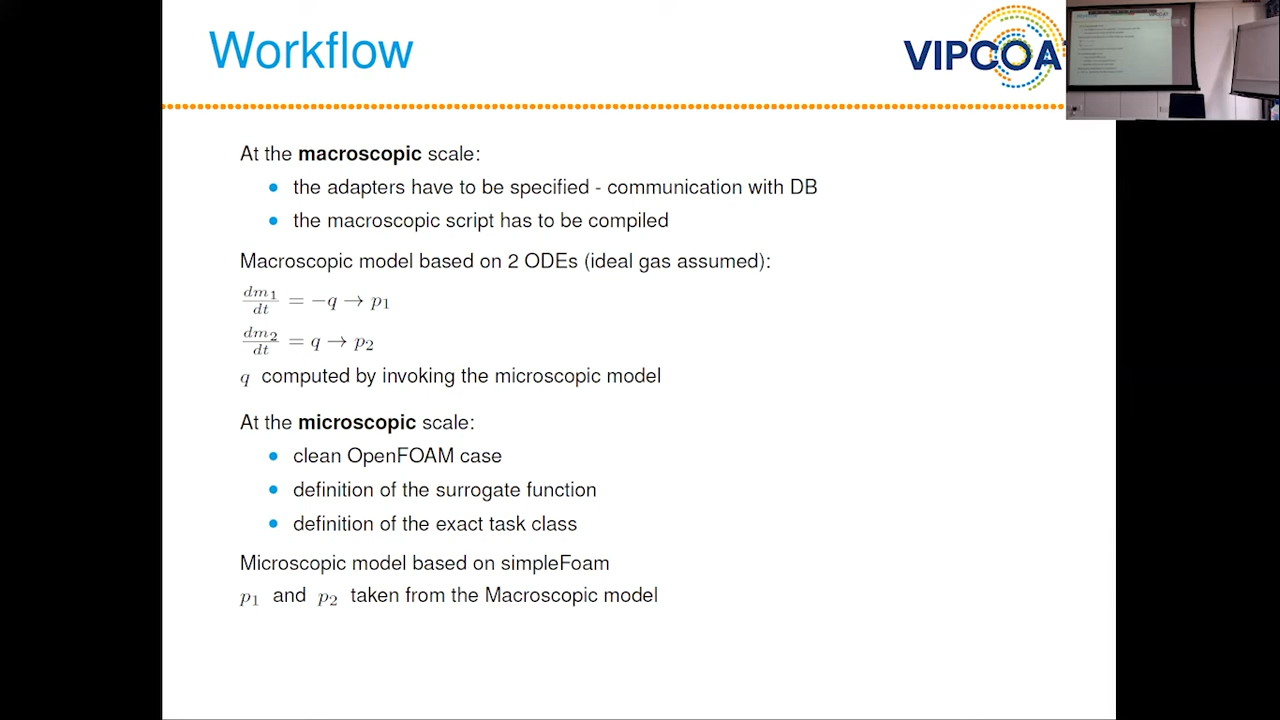 Workflow
VIPCOA
At the macroscopic scale:
• the adapters have to be specified - communication with DB
• the macroscopic script has to be compiled
Macroscopic model based on 2 ODEs (ideal gas assumed):
dm₁/dt = −q → p₁
dm₂/dt = q → p₂
q computed by invoking the microscopic model
At the microscopic scale:
• clean OpenFOAM case
• definition of the surrogate function
• definition of the exact task class
Microscopic model based on simpleFoam
p₁ and p₂ taken from the Macroscopic model